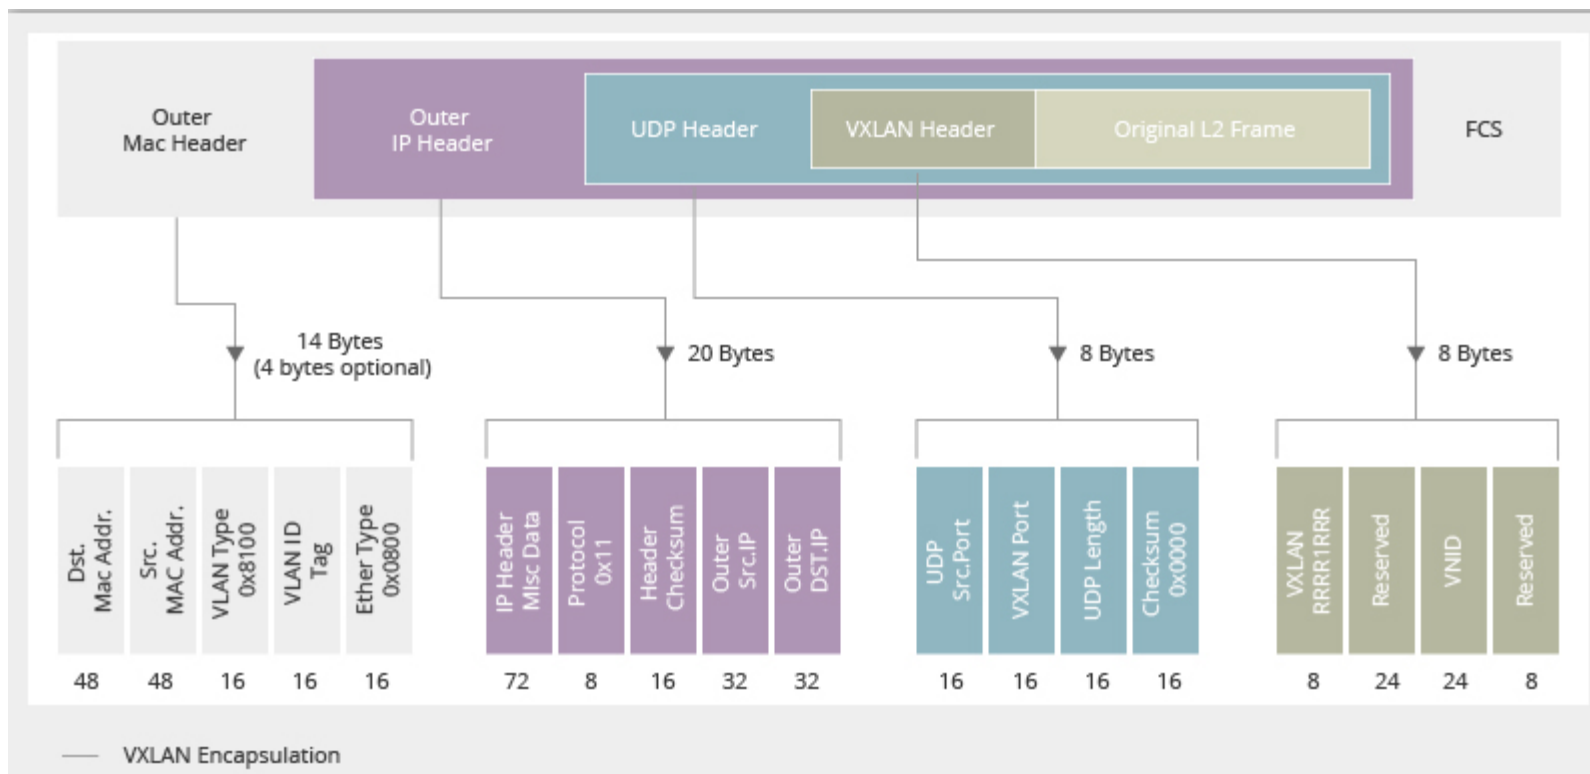 Outer
Mac Header
Outer
IP Header
UDP Header
VXLAN Header
Original L2 Frame
FCS
14 Bytes
(4 bytes optional)
20 Bytes
8 Bytes
8 Bytes
Dst.
Mac Addr.
Src.
MAC Addr.
VLAN Type
0x8100
VLAN ID
Tag
Ether Type
0x0800
IP Header
MIsc Data
Protocol
0x11
Header
Checksum
Outer
Src.IP
Outer
DST.IP
UDP
Src.Port
VXLAN Port
UDP Length
Checksum
0x0000
VXLAN
RRRR1RRR
Reserved
VNID
Reserved
48 48 16 16 16
72 8 16 32 32
16 16 16 16
8 24 24 8
VXLAN Encapsulation